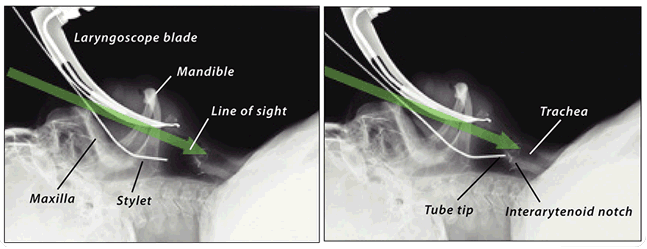 Laryngoscope blade
Mandible
Line of sight
Maxilla
Stylet
Trachea
Tube tip
Interarytenoid notch